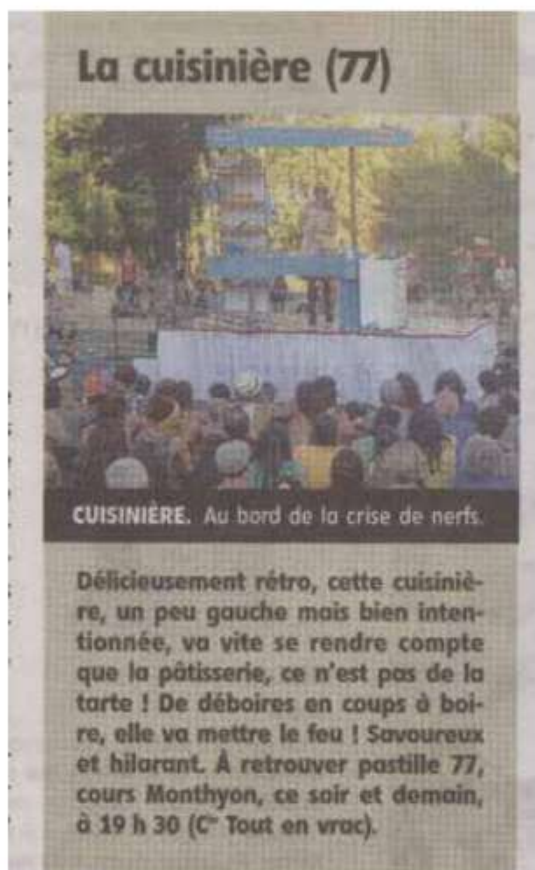 La cuisinière (77)
CUISINIÈRE. Au bord de la crise de nerfs.
Délicieusement rétro, cette cuisiniè-
re, un peu gauche mais bien inten-
tionnée, va vite se rendre compte
que la pâtisserie, ce n'est pas de la
tarte ! De déboires en coups à boi-
re, elle va mettre le feu ! Savoureux
et hilarant. À retrouver pastille 77,
cours Monthyon, ce soir et demain,
à 19 h 30 (Cie Tout en vrac).